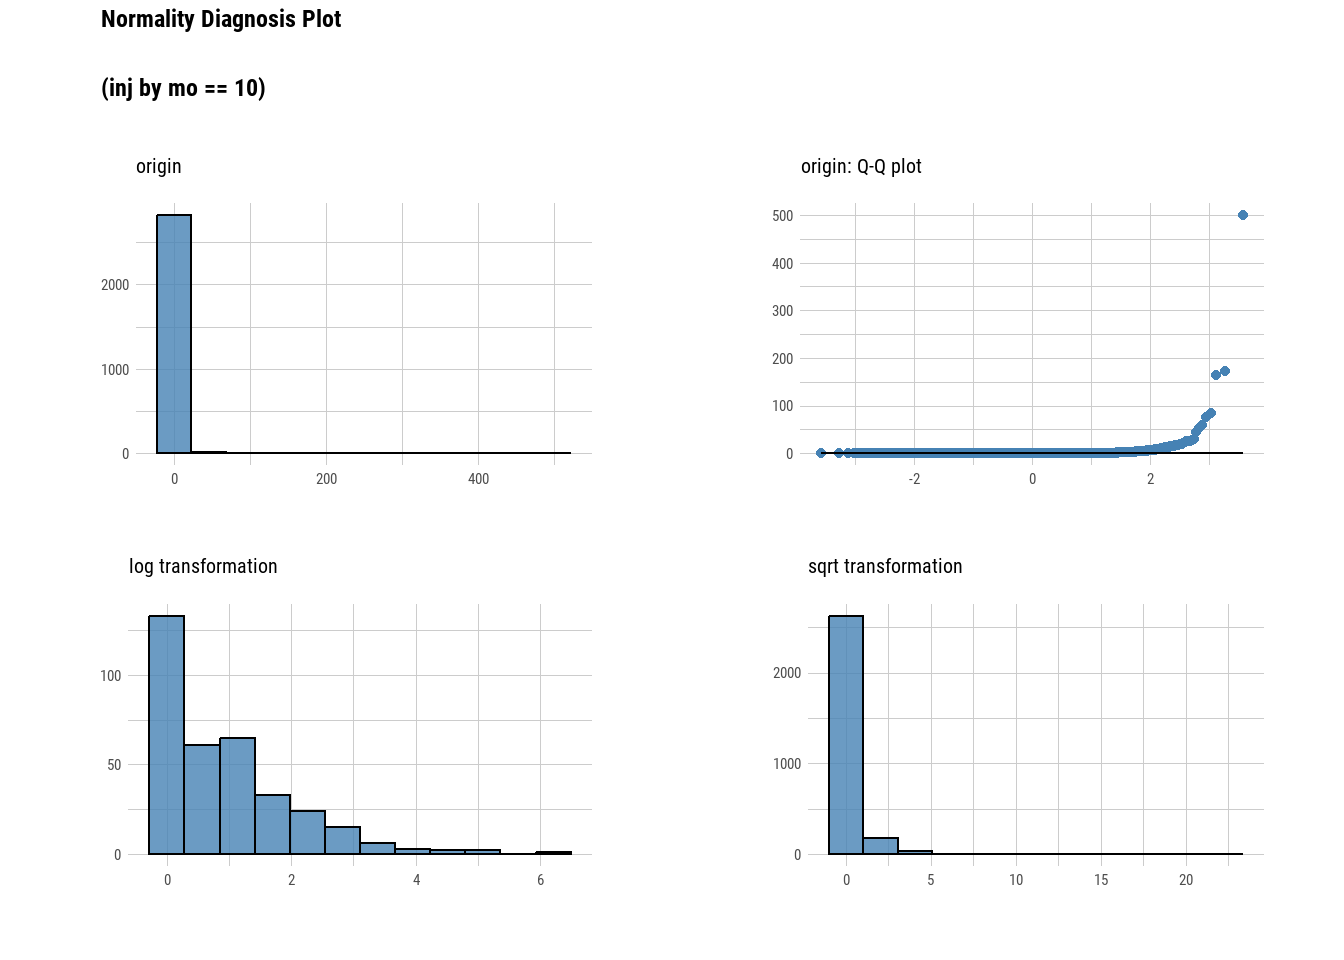 Normality Diagnosis Plot
(inj by mo == 10)
origin
2000
1000
0
0 200 400
origin: Q-Q plot
500
400
300
200
100
0
-2 0 2
log transformation
100
50
0
0 2 4 6
sqrt transformation
2000
1000
0
0 5 10 15 20